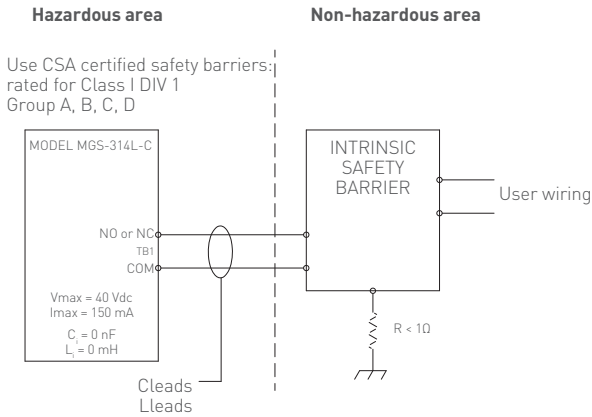 Hazardous area
Non-hazardous area
Use CSA certified safety barriers:
rated for Class I DIV 1
Group A, B, C, D
MODEL MGS-314L-C
INTRINSIC
SAFETY
BARRIER
User wiring
NO or NC
TB1
COM
Vmax = 40 Vdc
Imax = 150 mA
Ci = 0 nF
Li = 0 mH
R < 1Ω
Cleads
Lleads